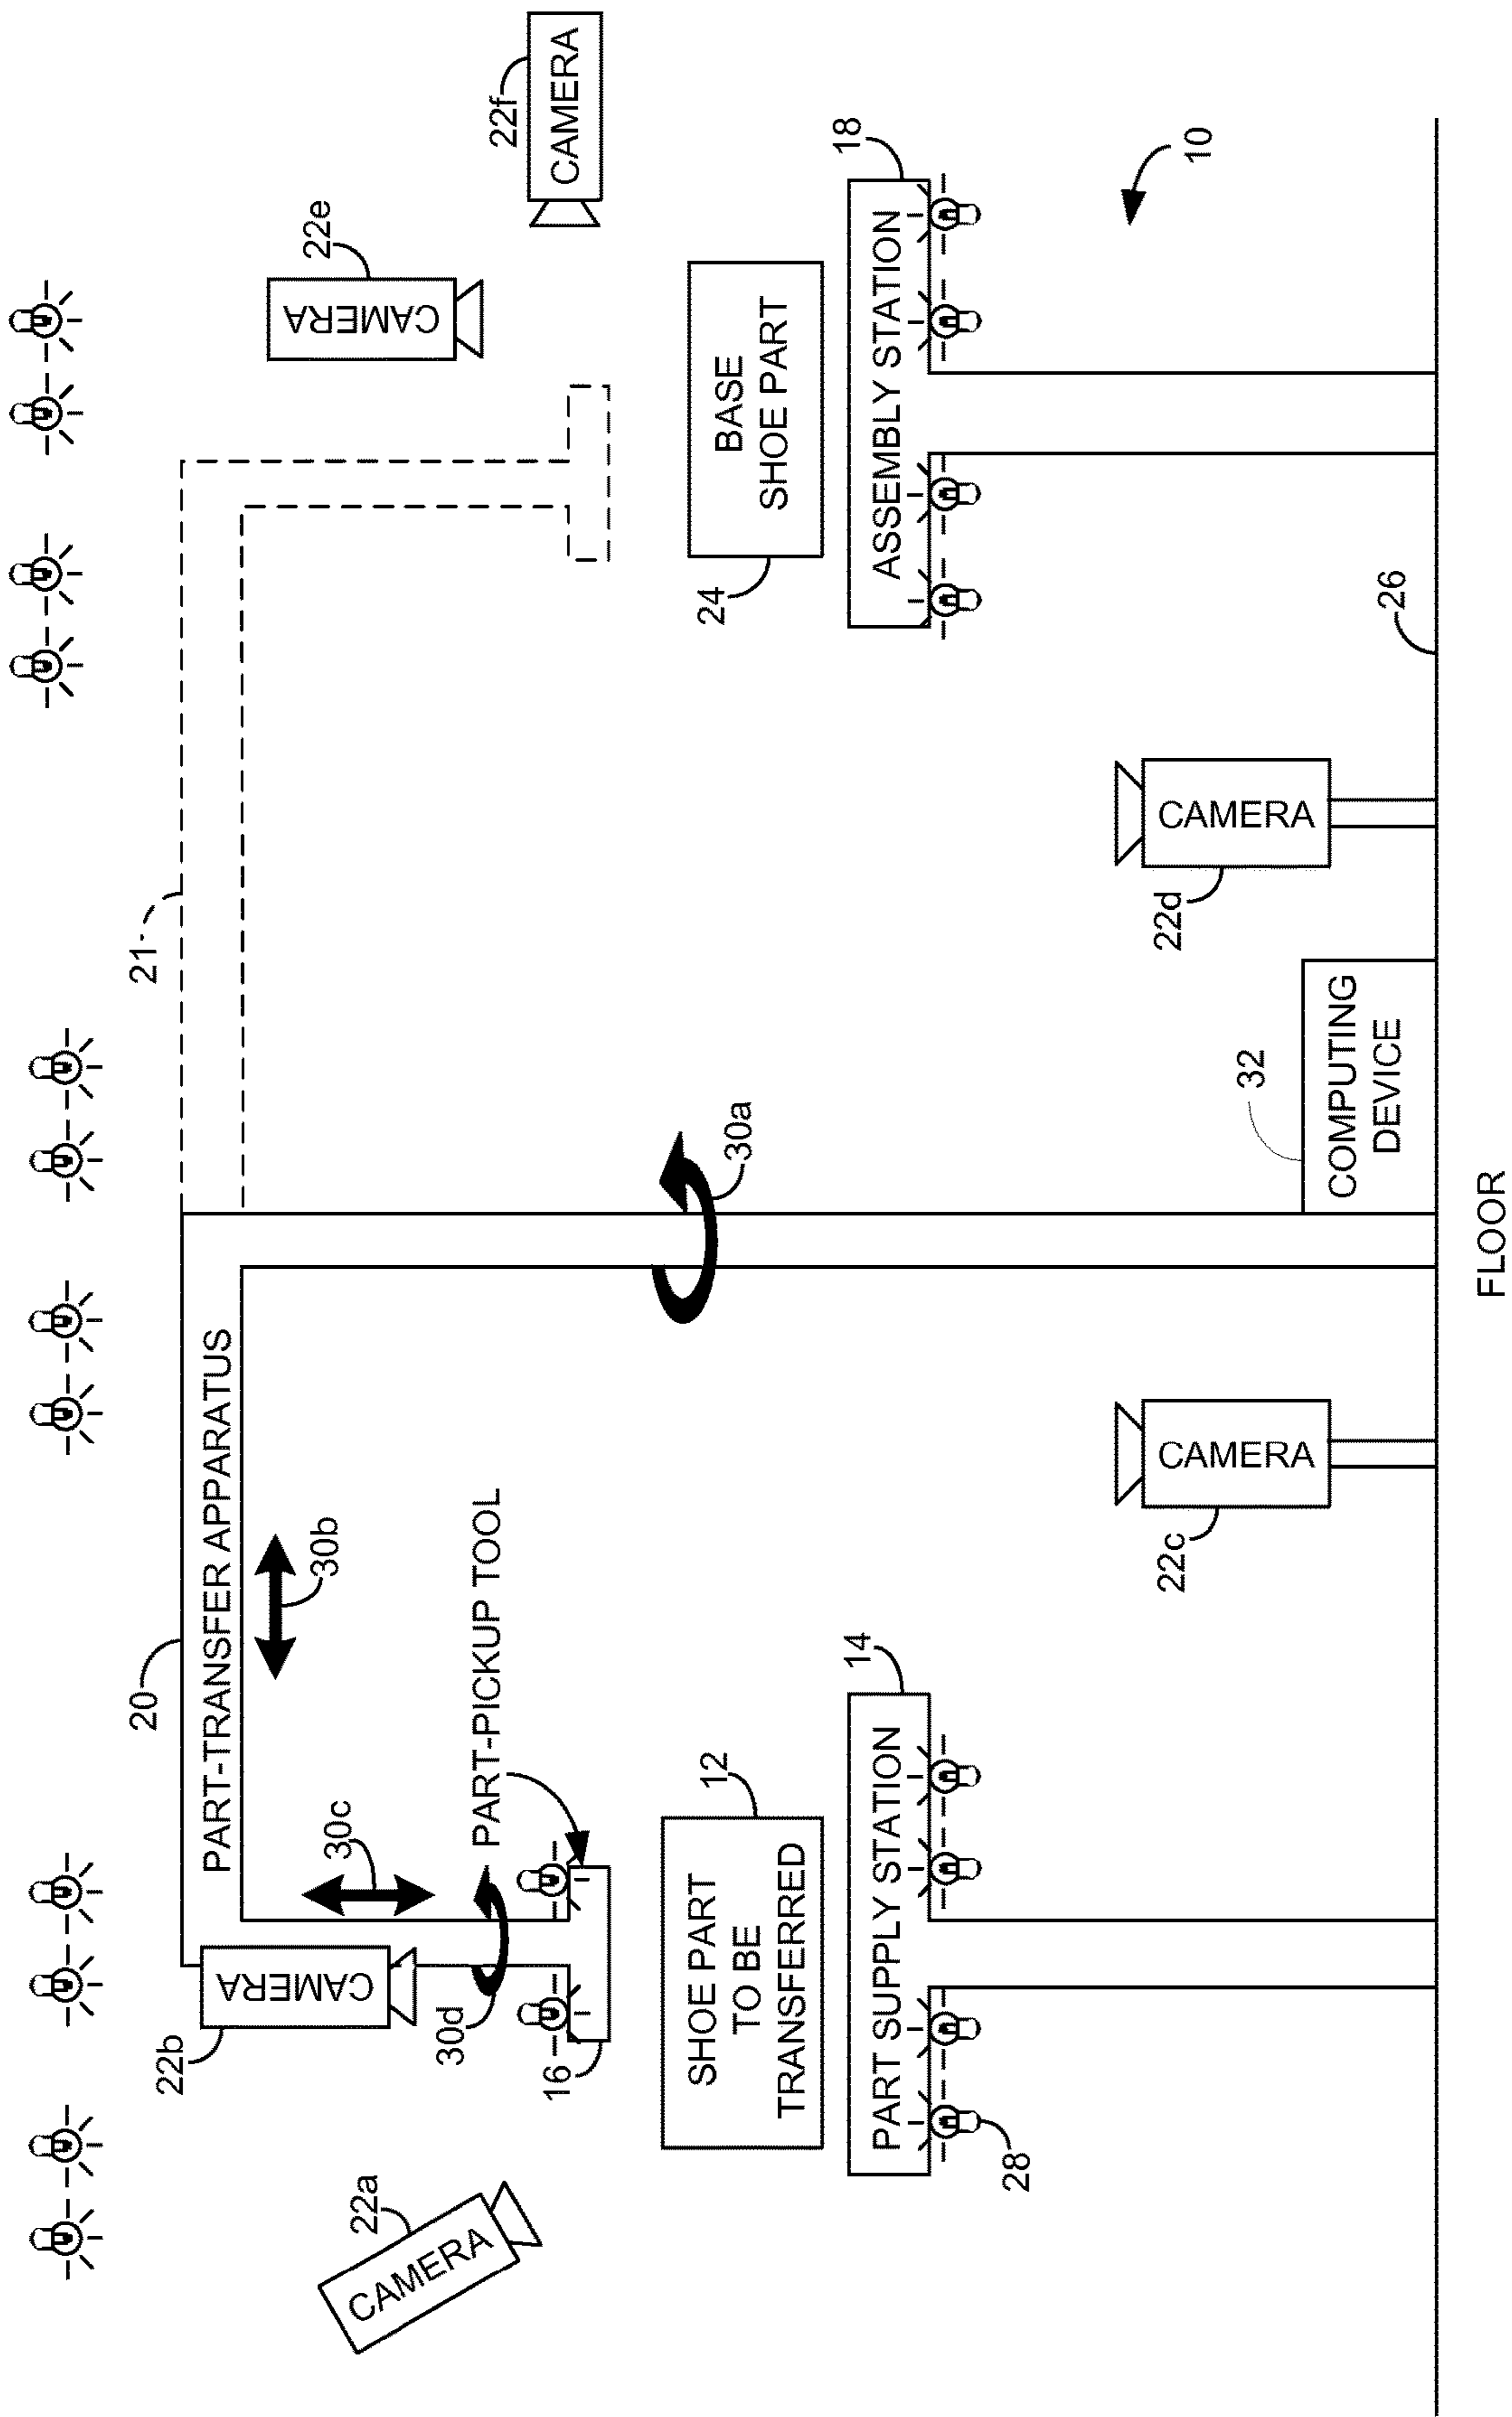 20
21
PART-TRANSFER APPARATUS
22b
CAMERA
22a
CAMERA
30c
30b
30d
PART-PICKUP TOOL
16
30a
22e
CAMERA
22f
CAMERA
12
SHOE PART
TO BE
TRANSFERRED
24
BASE
SHOE PART
14
PART SUPPLY STATION
28
18
ASSEMBLY STATION
10
22c
CAMERA
22d
CAMERA
32
COMPUTING
DEVICE
26
FLOOR